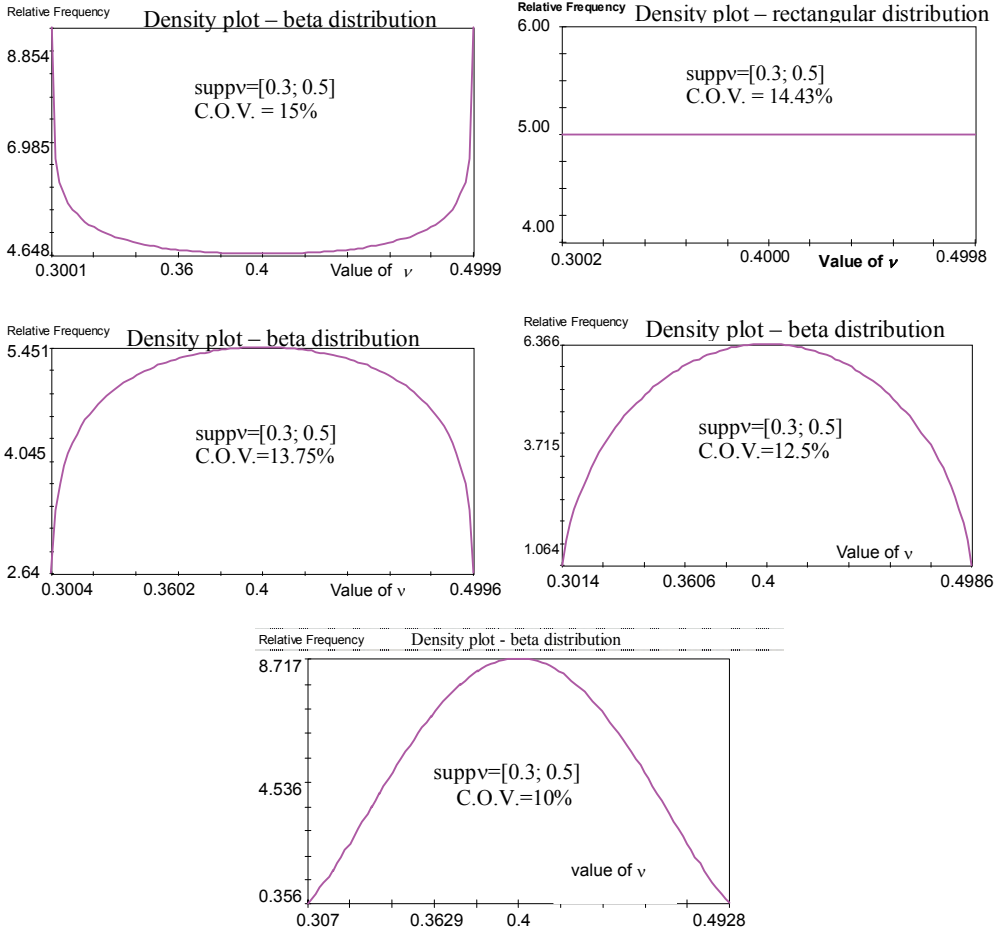 Relative Frequency
Density plot – beta distribution
8.854
suppν=[0.3; 0.5]
C.O.V. = 15%
6.985
4.648
0.3001 0.36 0.4 Value of ν 0.4999
Relative Frequency
Density plot – rectangular distribution
6.00
suppν=[0.3; 0.5]
C.O.V. = 14.43%
5.00
4.00
0.3002 0.4000 Value of ν 0.4998
Relative Frequency
Density plot – beta distribution
5.451
suppν=[0.3; 0.5]
C.O.V.=13.75%
4.045
2.64
0.3004 0.3602 0.4 Value of ν 0.4996
Relative Frequency
Density plot – beta distribution
6.366
suppν=[0.3; 0.5]
C.O.V.=12.5%
3.715
1.064
Value of ν
0.3014 0.3606 0.4 0.4986
Relative Frequency
Density plot - beta distribution
8.717
suppν=[0.3; 0.5]
C.O.V.=10%
4.536
value of ν
0.356
0.307 0.3629 0.4 0.4928